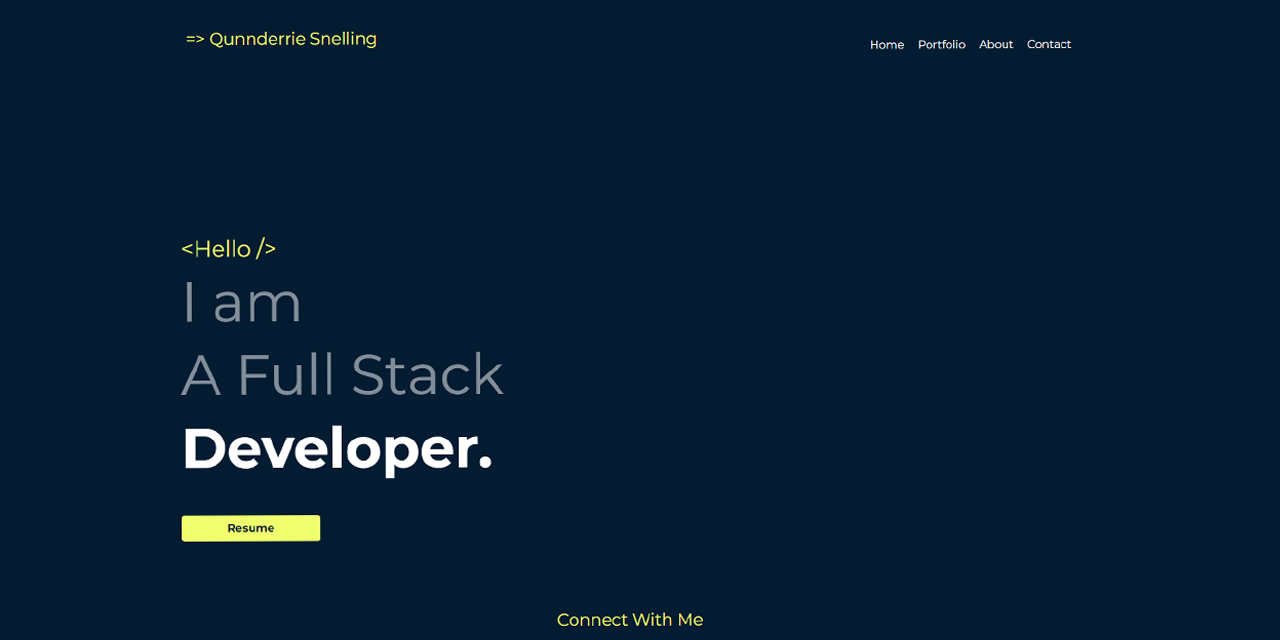 => Qunnderrie Snelling
Home Portfolio About Contact
<Hello />
I am
A Full Stack
Developer.
Resume
Connect With Me